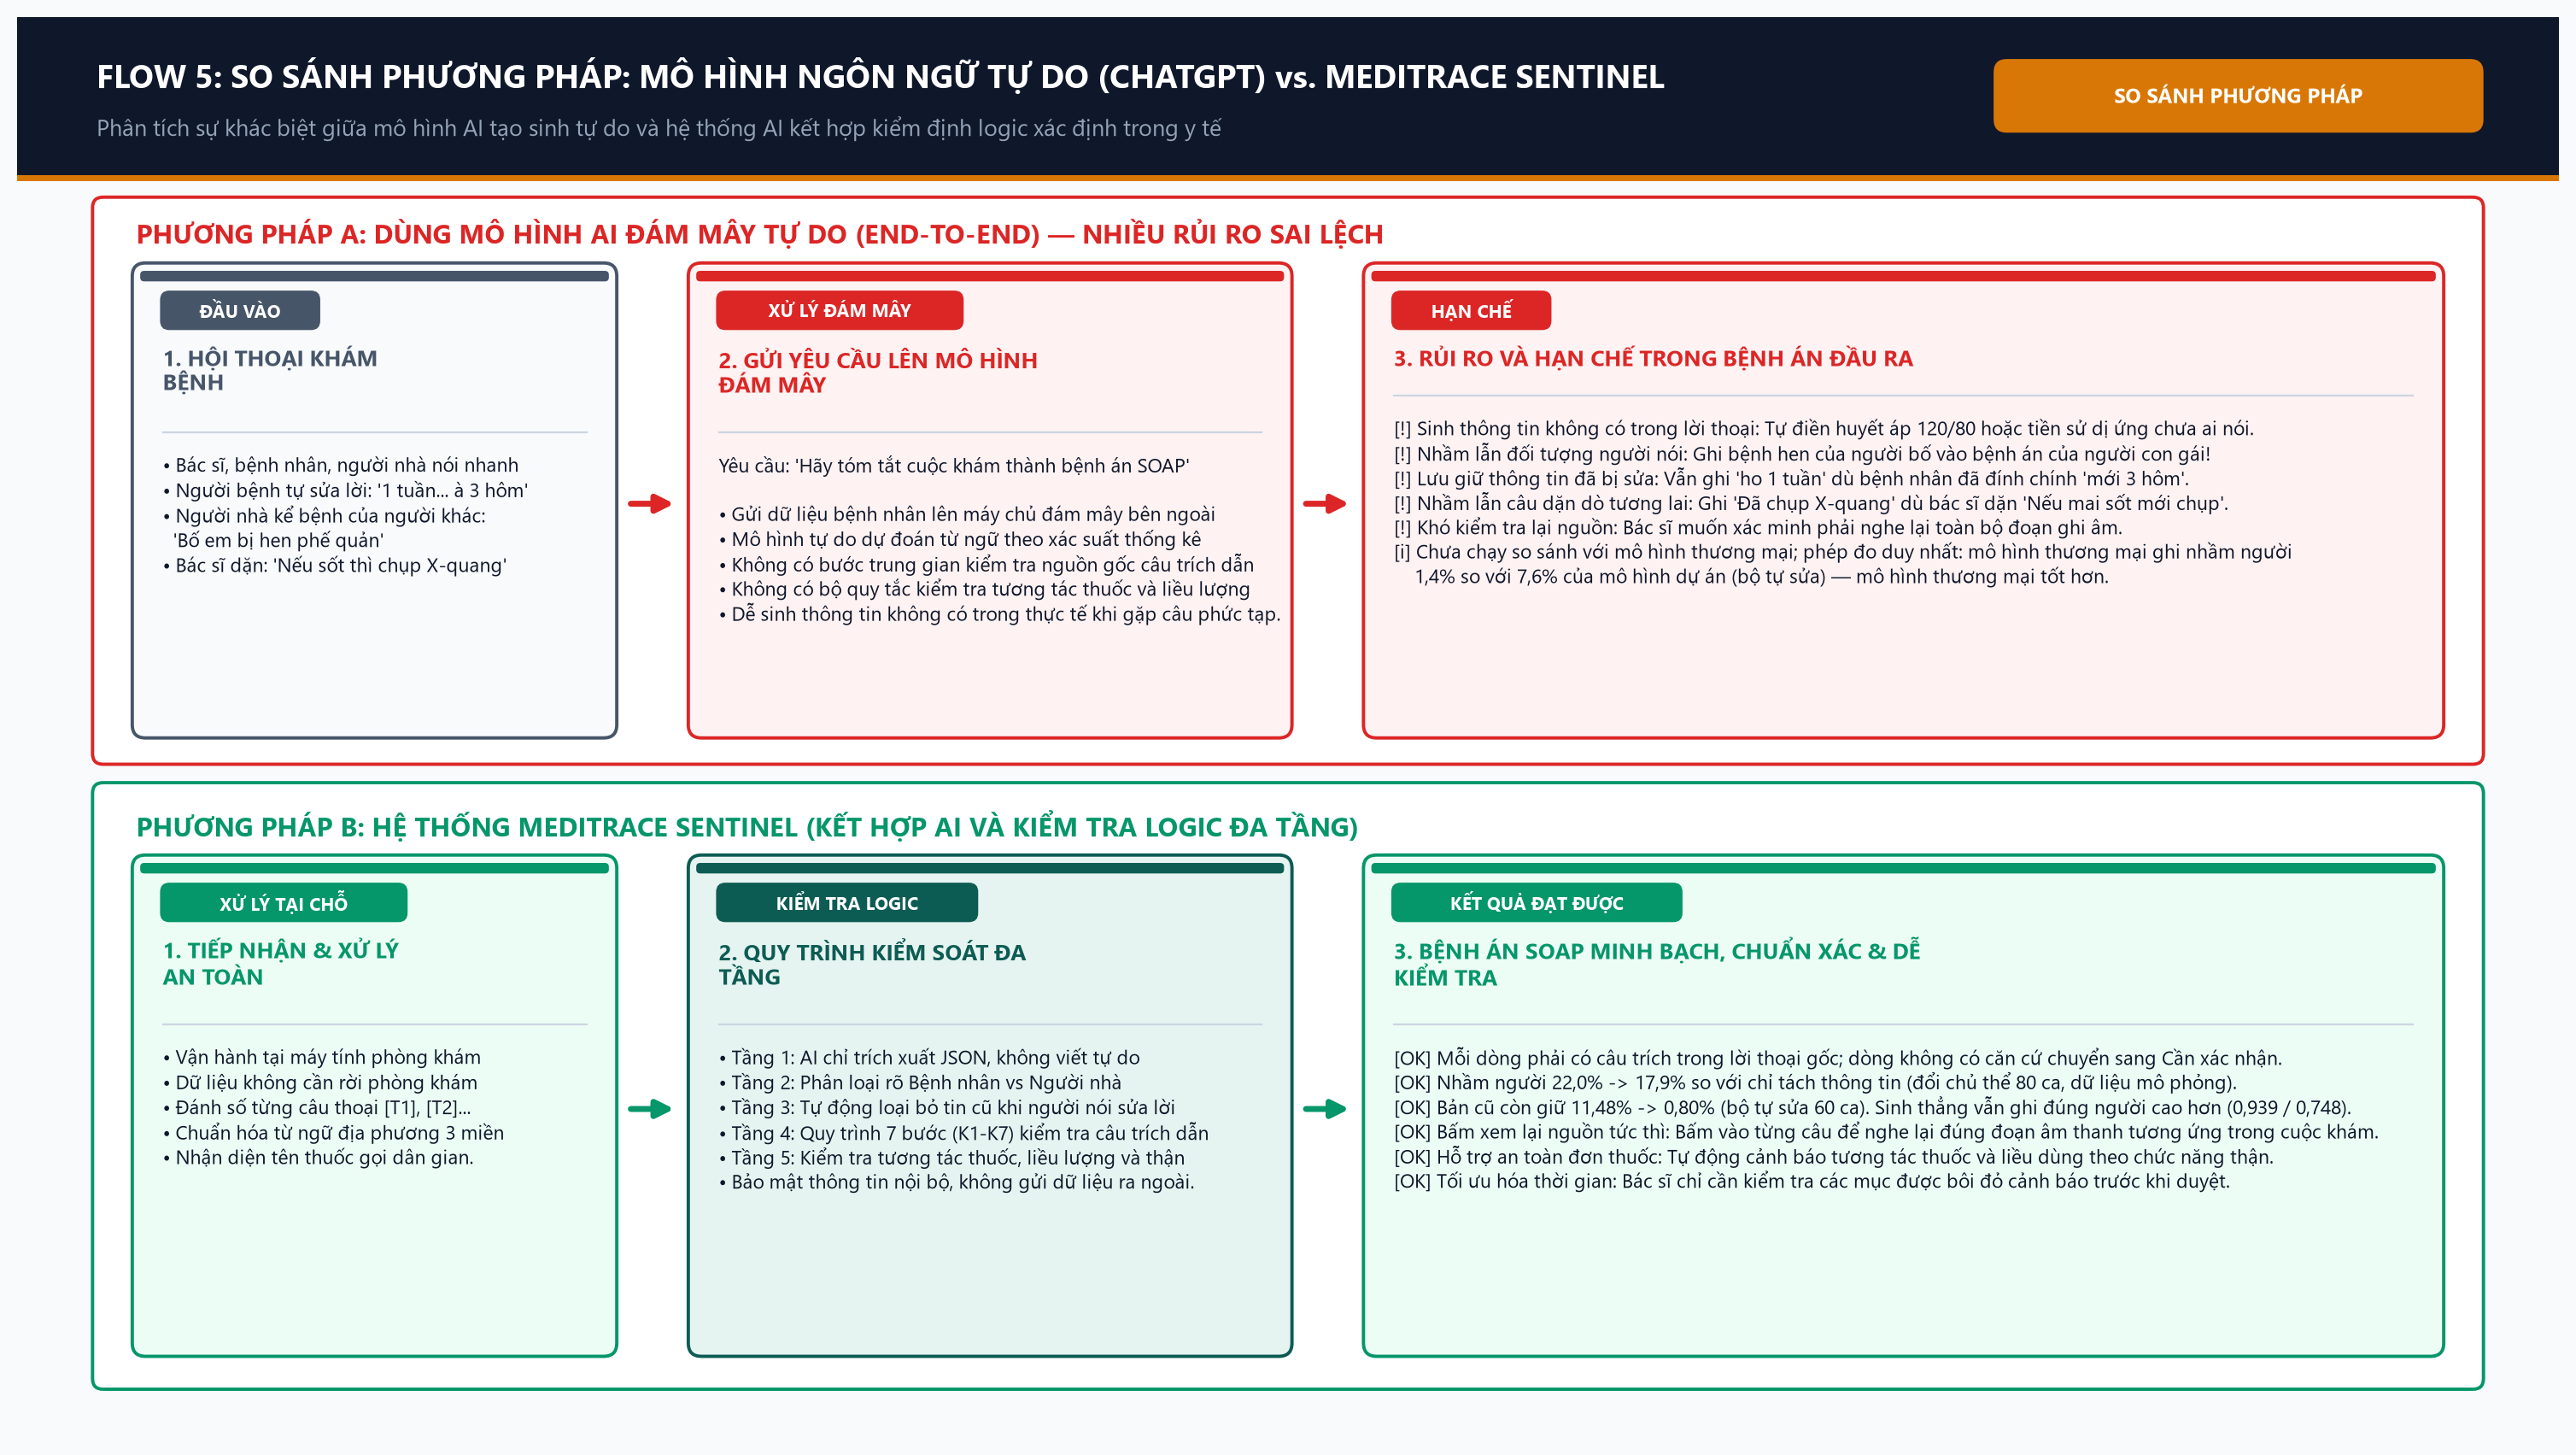 FLOW 5: SO SÁNH PHƯƠNG PHÁP: MÔ HÌNH NGÔN NGỮ TỰ DO (CHATGPT) vs. MEDITRACE SENTINEL
Phân tích sự khác biệt giữa mô hình AI tạo sinh tự do và hệ thống AI kết hợp kiểm định logic xác định trong y tế
SO SÁNH PHƯƠNG PHÁP
PHƯƠNG PHÁP A: DÙNG MÔ HÌNH AI ĐÁM MÂY TỰ DO (END-TO-END) — NHIỀU RỦI RO SAI LỆCH
ĐẦU VÀO
1. HỘI THOẠI KHÁM
BỆNH
• Bác sĩ, bệnh nhân, người nhà nói nhanh
• Người bệnh tự sửa lời: '1 tuần... à 3 hôm'
• Người nhà kể bệnh của người khác:
'Bố em bị hen phế quản'
• Bác sĩ dặn: 'Nếu sốt thì chụp X-quang'
XỬ LÝ ĐÁM MÂY
2. GỬI YÊU CẦU LÊN MÔ HÌNH
ĐÁM MÂY
Yêu cầu: 'Hãy tóm tắt cuộc khám thành bệnh án SOAP'
• Gửi dữ liệu bệnh nhân lên máy chủ đám mây bên ngoài
• Mô hình tự do dự đoán từ ngữ theo xác suất thống kê
• Không có bước trung gian kiểm tra nguồn gốc câu trích dẫn
• Không có bộ quy tắc kiểm tra tương tác thuốc và liều lượng
• Dễ sinh thông tin không có trong thực tế khi gặp câu phức tạp.
HẠN CHẾ
3. RỦI RO VÀ HẠN CHẾ TRONG BỆNH ÁN ĐẦU RA
[!] Sinh thông tin không có trong lời thoại: Tự điền huyết áp 120/80 hoặc tiền sử dị ứng chưa ai nói.
[!] Nhầm lẫn đối tượng người nói: Ghi bệnh hen của người bố vào bệnh án của người con gái!
[!] Lưu giữ thông tin đã bị sửa: Vẫn ghi 'ho 1 tuần' dù bệnh nhân đã đính chính 'mới 3 hôm'.
[!] Nhầm lẫn câu dặn dò tương lai: Ghi 'Đã chụp X-quang' dù bác sĩ dặn 'Nếu mai sốt mới chụp'.
[!] Khó kiểm tra lại nguồn: Bác sĩ muốn xác minh phải nghe lại toàn bộ đoạn ghi âm.
[i] Chưa chạy so sánh với mô hình thương mại; phép đo duy nhất: mô hình thương mại ghi nhầm người
1,4% so với 7,6% của mô hình dự án (bộ tự sửa) — mô hình thương mại tốt hơn.
PHƯƠNG PHÁP B: HỆ THỐNG MEDITRACE SENTINEL (KẾT HỢP AI VÀ KIỂM TRA LOGIC ĐA TẦNG)
XỬ LÝ TẠI CHỖ
1. TIẾP NHẬN & XỬ LÝ
AN TOÀN
• Vận hành tại máy tính phòng khám
• Dữ liệu không cần rời phòng khám
• Đánh số từng câu thoại [T1], [T2]...
• Chuẩn hóa từ ngữ địa phương 3 miền
• Nhận diện tên thuốc gọi dân gian.
KIỂM TRA LOGIC
2. QUY TRÌNH KIỂM SOÁT ĐA
TẦNG
• Tầng 1: AI chỉ trích xuất JSON, không viết tự do
• Tầng 2: Phân loại rõ Bệnh nhân vs Người nhà
• Tầng 3: Tự động loại bỏ tin cũ khi người nói sửa lời
• Tầng 4: Quy trình 7 bước (K1-K7) kiểm tra câu trích dẫn
• Tầng 5: Kiểm tra tương tác thuốc, liều lượng và thận
• Bảo mật thông tin nội bộ, không gửi dữ liệu ra ngoài.
KẾT QUẢ ĐẠT ĐƯỢC
3. BỆNH ÁN SOAP MINH BẠCH, CHUẨN XÁC & DỄ
KIỂM TRA
[OK] Mỗi dòng phải có câu trích trong lời thoại gốc; dòng không có căn cứ chuyển sang Cần xác nhận.
[OK] Nhầm người 22,0% -> 17,9% so với chỉ tách thông tin (đổi chủ thể 80 ca, dữ liệu mô phỏng).
[OK] Bản cũ còn giữ 11,48% -> 0,80% (bộ tự sửa 60 ca). Sinh thẳng vẫn ghi đúng người cao hơn (0,939 / 0,748).
[OK] Bấm xem lại nguồn tức thì: Bấm vào từng câu để nghe lại đúng đoạn âm thanh tương ứng trong cuộc khám.
[OK] Hỗ trợ an toàn đơn thuốc: Tự động cảnh báo tương tác thuốc và liều dùng theo chức năng thận.
[OK] Tối ưu hóa thời gian: Bác sĩ chỉ cần kiểm tra các mục được bôi đỏ cảnh báo trước khi duyệt.